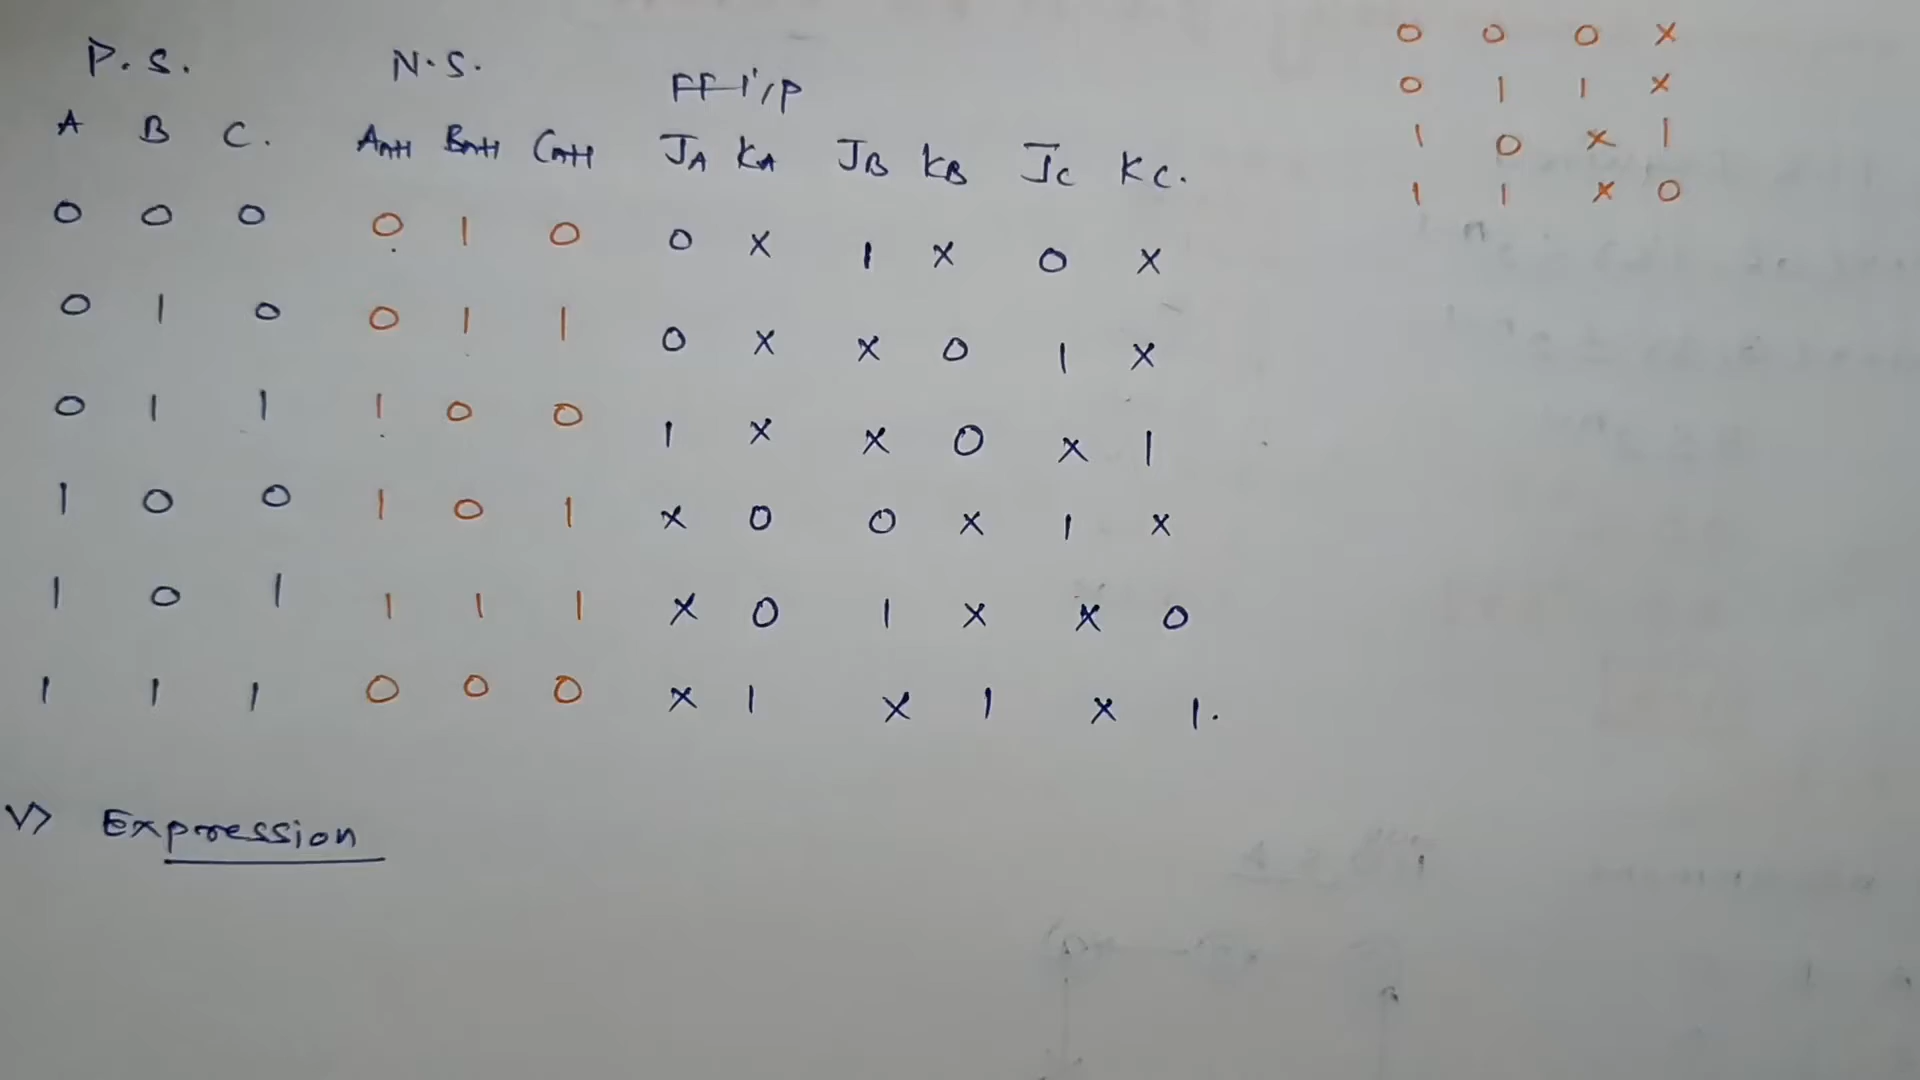 0 0 0 x
0 1 1 x
1 0 x 1
1 1 x 0
P.S. N.S. FF i/p
A B C. An+1 Bn+1 Cn+1 JA KA JB KB JC KC.
0 0 0 0 1 0 0 x 1 x 0 x
0 1 0 0 1 1 0 x x 0 1 x
0 1 1 1 0 0 1 x x 0 x 1
1 0 0 1 0 1 x 0 0 x 1 x
1 0 1 1 1 1 x 0 1 x x 0
1 1 1 0 0 0 x 1 x 1 x 1.
V> Expression